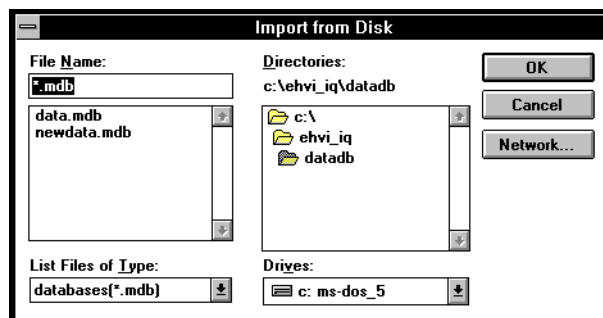 Import from Disk
File Name:
*.mdb
data.mdb
newdata.mdb
List Files of Type:
databases(*.mdb)
Directories:
c:\ehvi_iq\datadb
c:\
ehvi_iq
datadb
Drives:
c: ms-dos_5
OK
Cancel
Network...